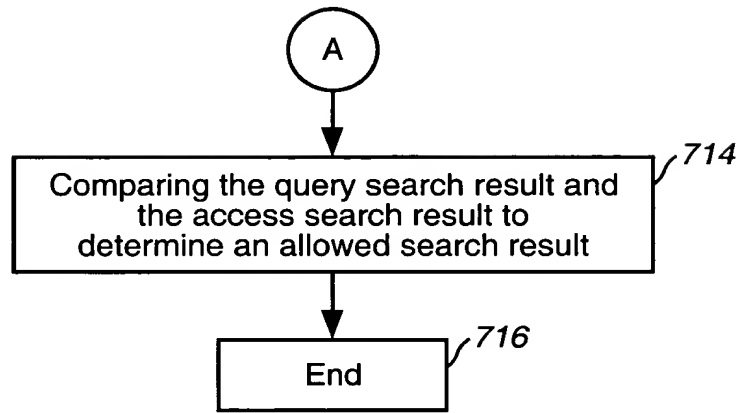 A
714
Comparing the query search result and
the access search result to
determine an allowed search result
716
End